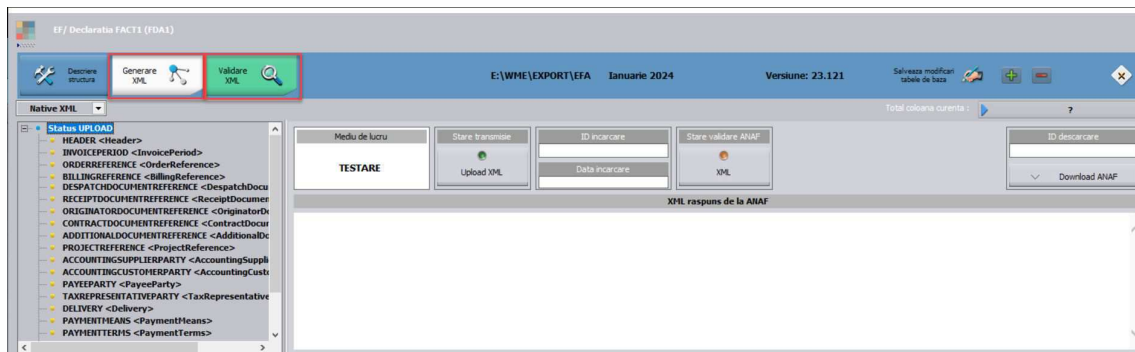 EF/ Declaratia FACT1 (FDA1)
Descriere structura
Generare XML
Validare XML
E:\WME\EXPORT\EFA Ianuarie 2024 Versiune: 23.121
Salveaza modificari tabele de baza
Native XML
Total coloana curenta : ?
Status UPLOAD
HEADER <Header>
INVOICEPERIOD <InvoicePeriod>
ORDERREFERENCE <OrderReference>
BILLINGREFERENCE <BillingReference>
DESPATCHDOCUMENTREFERENCE <DespatchDocu
RECEIPTDOCUMENTREFERENCE <ReceiptDocumen
ORIGINATORDOCUMENTREFERENCE <OriginatorDo
CONTRACTDOCUMENTREFERENCE <ContractDocur
ADDITIONALDOCUMENTREFERENCE <AdditionalDo
PROJECTREFERENCE <ProjectReference>
ACCOUNTINGSUPPLIERPARTY <AccountingSuppli
ACCOUNTINGCUSTOMERPARTY <AccountingCusto
PAYEEPARTY <PayeeParty>
TAXREPRESENTATIVEPARTY <TaxRepresentative
DELIVERY <Delivery>
PAYMENTMEANS <PaymentMeans>
PAYMENTTERMS <PaymentTerms>
Mediu de lucru
TESTARE
Stare transmisie
Upload XML
ID incarcare
Data incarcare
Stare validare ANAF
XML
ID descarcare
Download ANAF
XML raspuns de la ANAF